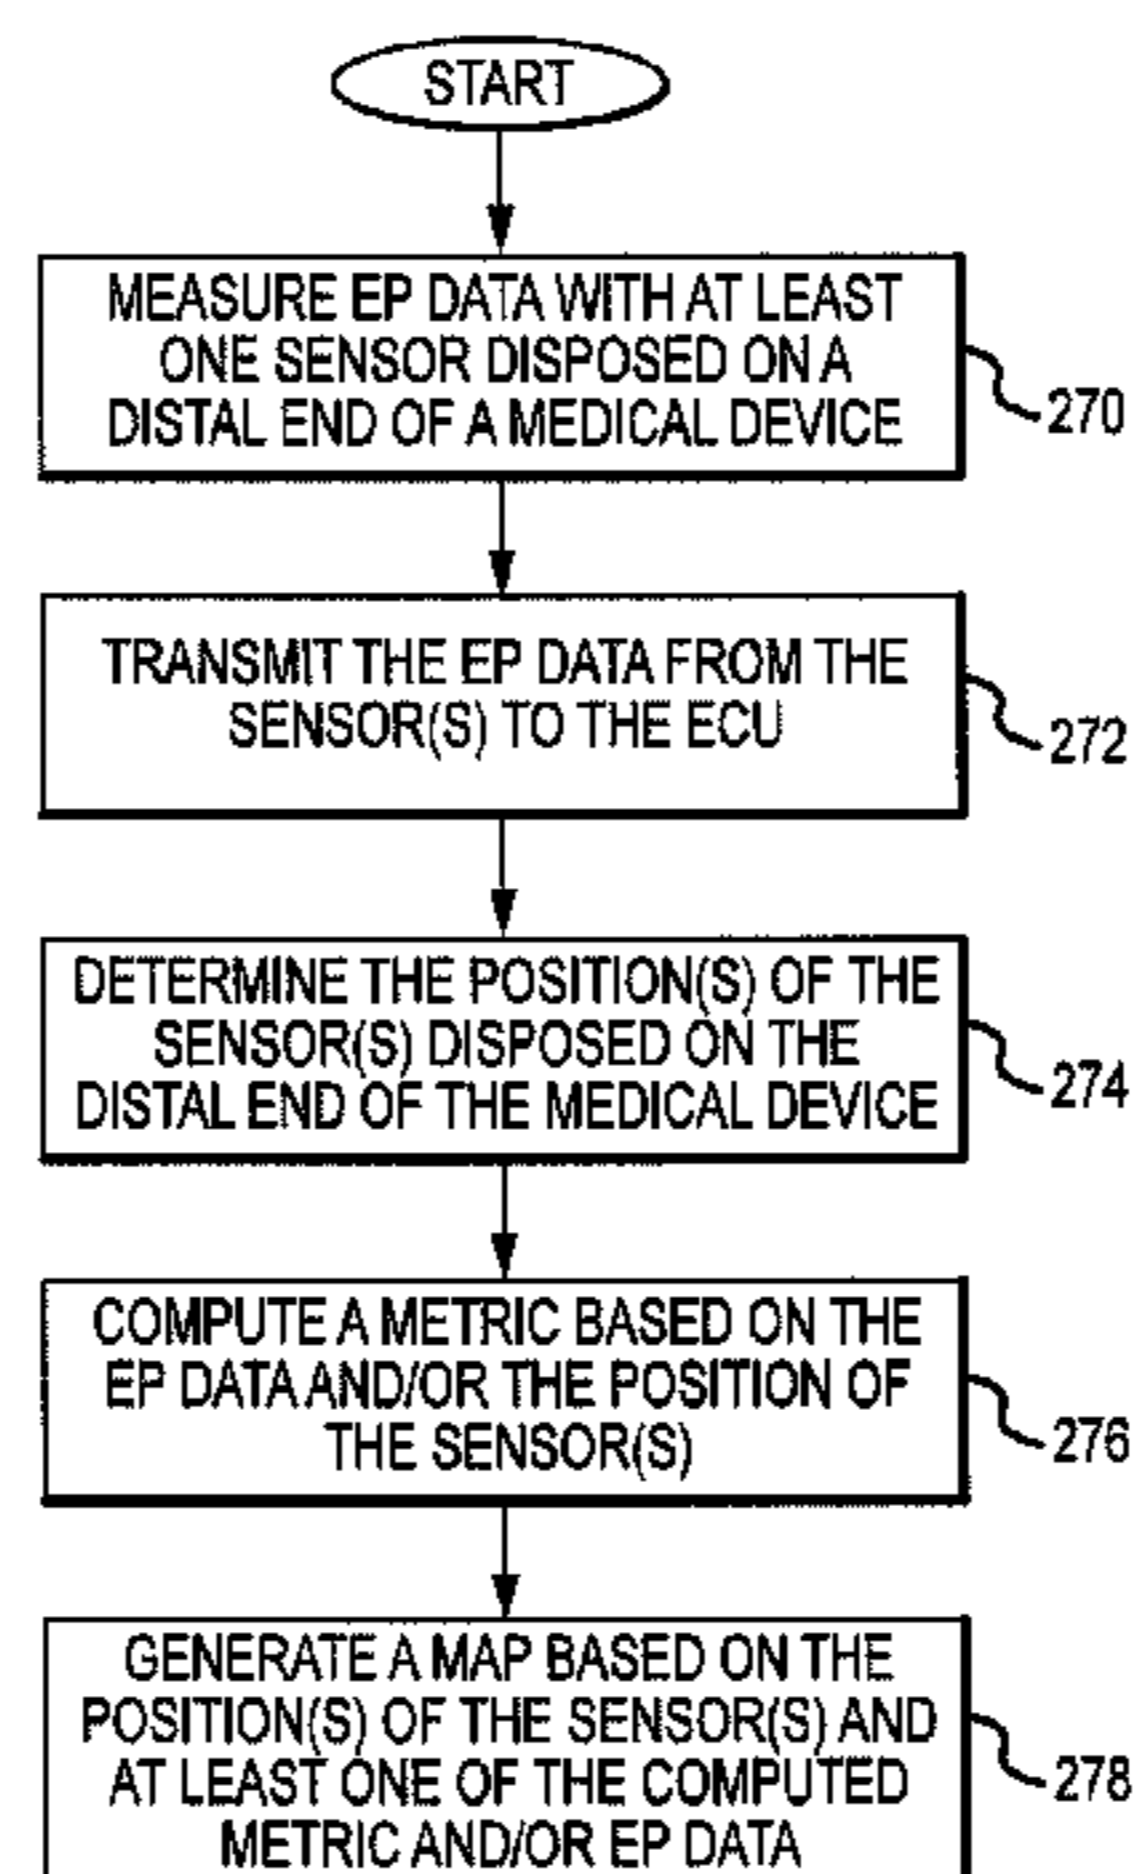 START
MEASURE EP DATA WITH AT LEAST
ONE SENSOR DISPOSED ON A
DISTAL END OF A MEDICAL DEVICE
270
TRANSMIT THE EP DATA FROM THE
SENSOR(S) TO THE ECU
272
DETERMINE THE POSITION(S) OF THE
SENSOR(S) DISPOSED ON THE
DISTAL END OF THE MEDICAL DEVICE
274
COMPUTE A METRIC BASED ON THE
EP DATA AND/OR THE POSITION OF
THE SENSOR(S)
276
GENERATE A MAP BASED ON THE
POSITION(S) OF THE SENSOR(S) AND
AT LEAST ONE OF THE COMPUTED
METRIC AND/OR EP DATA
278